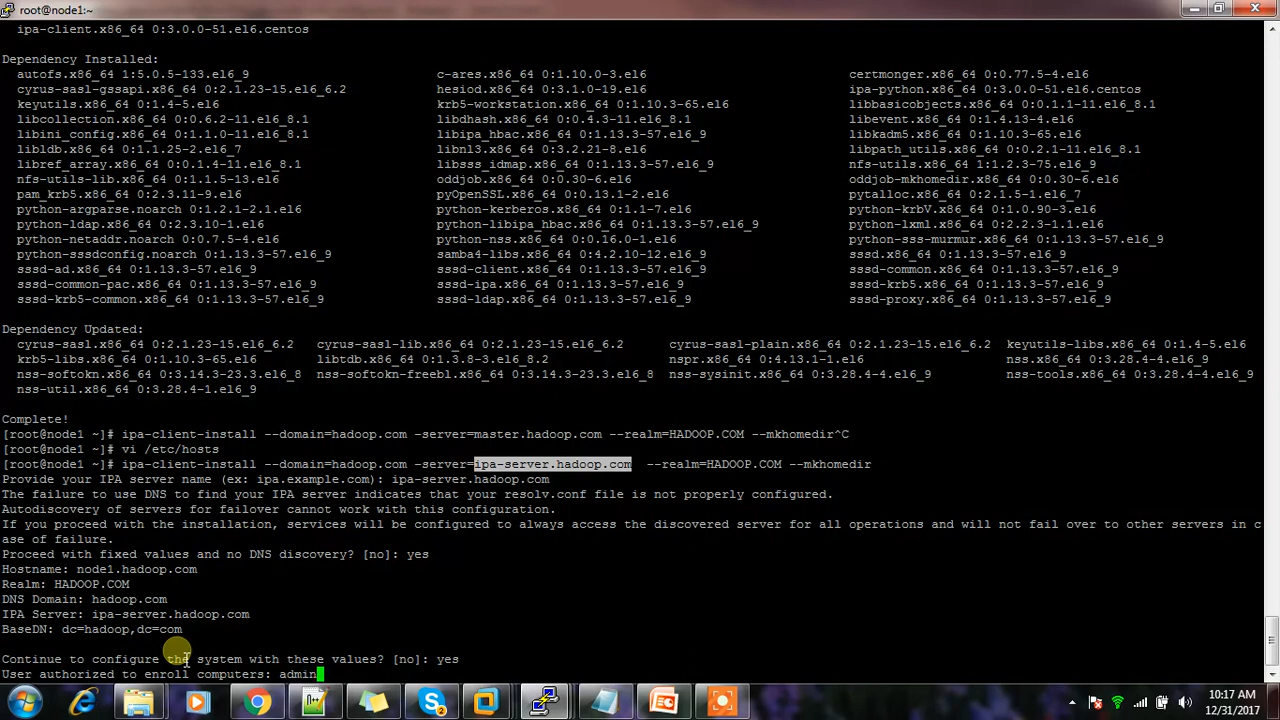 root@node1:~
ipa-client.x86_64 0:3.0.0-51.el6.centos
Dependency Installed:
autofs.x86_64 1:5.0.5-133.el6_9 c-ares.x86_64 0:1.10.0-3.el6 certmonger.x86_64 0:0.77.5-4.el6
cyrus-sasl-gssapi.x86_64 0:2.1.23-15.el6_6.2 hesiod.x86_64 0:3.1.0-19.el6 ipa-python.x86_64 0:3.0.0-51.el6.centos
keyutils.x86_64 0:1.4-5.el6 krb5-workstation.x86_64 0:1.10.3-65.el6 libbasicobjects.x86_64 0:0.1.1-11.el6_8.1
libcollection.x86_64 0:0.6.2-11.el6_8.1 libdhash.x86_64 0:0.4.3-11.el6_8.1 libevent.x86_64 0:1.4.13-4.el6
libini_config.x86_64 0:1.1.0-11.el6_8.1 libipa_hbac.x86_64 0:1.13.3-57.el6_9 libkadm5.x86_64 0:1.10.3-65.el6
libldb.x86_64 0:1.1.25-2.el6_7 libnl3.x86_64 0:3.2.21-8.el6 libpath_utils.x86_64 0:0.2.1-11.el6_8.1
libref_array.x86_64 0:0.1.4-11.el6_8.1 libsss_idmap.x86_64 0:1.13.3-57.el6_9 nfs-utils.x86_64 1:1.2.3-75.el6_9
nfs-utils-lib.x86_64 0:1.1.5-13.el6 oddjob.x86_64 0:0.30-6.el6 oddjob-mkhomedir.x86_64 0:0.30-6.el6
pam_krb5.x86_64 0:2.3.11-9.el6 pyOpenSSL.x86_64 0:0.13.1-2.el6 pytalloc.x86_64 0:2.1.5-1.el6_7
python-argparse.noarch 0:1.2.1-2.1.el6 python-kerberos.x86_64 0:1.1-7.el6 python-krbV.x86_64 0:1.0.90-3.el6
python-ldap.x86_64 0:2.3.10-1.el6 python-libipa_hbac.x86_64 0:1.13.3-57.el6_9 python-lxml.x86_64 0:2.2.3-1.1.el6
python-netaddr.noarch 0:0.7.5-4.el6 python-nss.x86_64 0:0.16.0-1.el6 python-sss-murmur.x86_64 0:1.13.3-57.el6_9
python-sssdconfig.noarch 0:1.13.3-57.el6_9 samba4-libs.x86_64 0:4.2.10-12.el6_9 sssd.x86_64 0:1.13.3-57.el6_9
sssd-ad.x86_64 0:1.13.3-57.el6_9 sssd-client.x86_64 0:1.13.3-57.el6_9 sssd-common.x86_64 0:1.13.3-57.el6_9
sssd-common-pac.x86_64 0:1.13.3-57.el6_9 sssd-ipa.x86_64 0:1.13.3-57.el6_9 sssd-krb5.x86_64 0:1.13.3-57.el6_9
sssd-krb5-common.x86_64 0:1.13.3-57.el6_9 sssd-ldap.x86_64 0:1.13.3-57.el6_9 sssd-proxy.x86_64 0:1.13.3-57.el6_9
Dependency Updated:
cyrus-sasl.x86_64 0:2.1.23-15.el6_6.2 cyrus-sasl-lib.x86_64 0:2.1.23-15.el6_6.2 cyrus-sasl-plain.x86_64 0:2.1.23-15.el6_6.2 keyutils-libs.x86_64 0:1.4-5.el6
krb5-libs.x86_64 0:1.10.3-65.el6 libtdb.x86_64 0:1.3.8-3.el6_8.2 nspr.x86_64 0:4.13.1-1.el6 nss.x86_64 0:3.28.4-4.el6_9
nss-softokn.x86_64 0:3.14.3-23.3.el6_8 nss-softokn-freebl.x86_64 0:3.14.3-23.3.el6_8 nss-sysinit.x86_64 0:3.28.4-4.el6_9 nss-tools.x86_64 0:3.28.4-4.el6_9
nss-util.x86_64 0:3.28.4-1.el6_9
Complete!
[root@node1 ~]# ipa-client-install --domain=hadoop.com -server=master.hadoop.com --realm=HADOOP.COM --mkhomedir^C
[root@node1 ~]# vi /etc/hosts
[root@node1 ~]# ipa-client-install --domain=hadoop.com -server=ipa-server.hadoop.com --realm=HADOOP.COM --mkhomedir
Provide your IPA server name (ex: ipa.example.com): ipa-server.hadoop.com
The failure to use DNS to find your IPA server indicates that your resolv.conf file is not properly configured.
Autodiscovery of servers for failover cannot work with this configuration.
If you proceed with the installation, services will be configured to always access the discovered server for all operations and will not fail over to other servers in c
ase of failure.
Proceed with fixed values and no DNS discovery? [no]: yes
Hostname: node1.hadoop.com
Realm: HADOOP.COM
DNS Domain: hadoop.com
IPA Server: ipa-server.hadoop.com
BaseDN: dc=hadoop,dc=com
Continue to configure the system with these values? [no]: yes
User authorized to enroll computers: admin
10:17 AM
12/31/2017